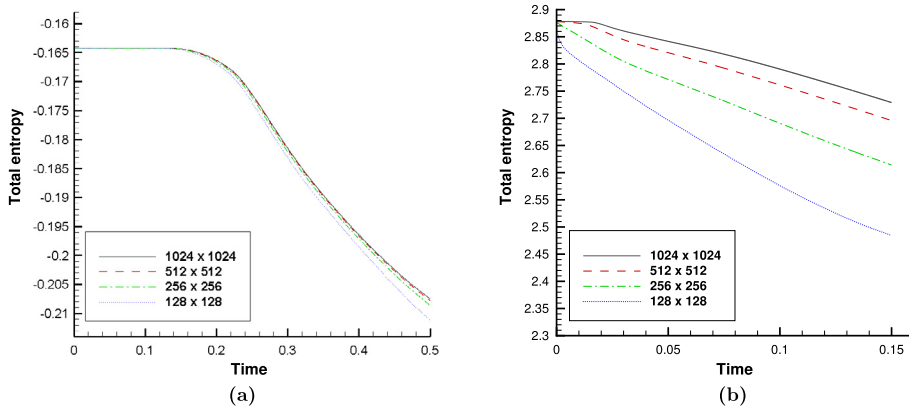 -0.16
-0.165
-0.17
-0.175
-0.18
-0.185
-0.19
-0.195
-0.2
-0.205
-0.21
Total entropy
1024 x 1024
512 x 512
256 x 256
128 x 128
0 0.1 0.2 0.3 0.4 0.5
Time
(a)
2.9
2.85
2.8
2.75
2.7
2.65
2.6
2.55
2.5
2.45
2.4
2.35
2.3
Total entropy
1024 x 1024
512 x 512
256 x 256
128 x 128
0 0.05 0.1 0.15
Time
(b)